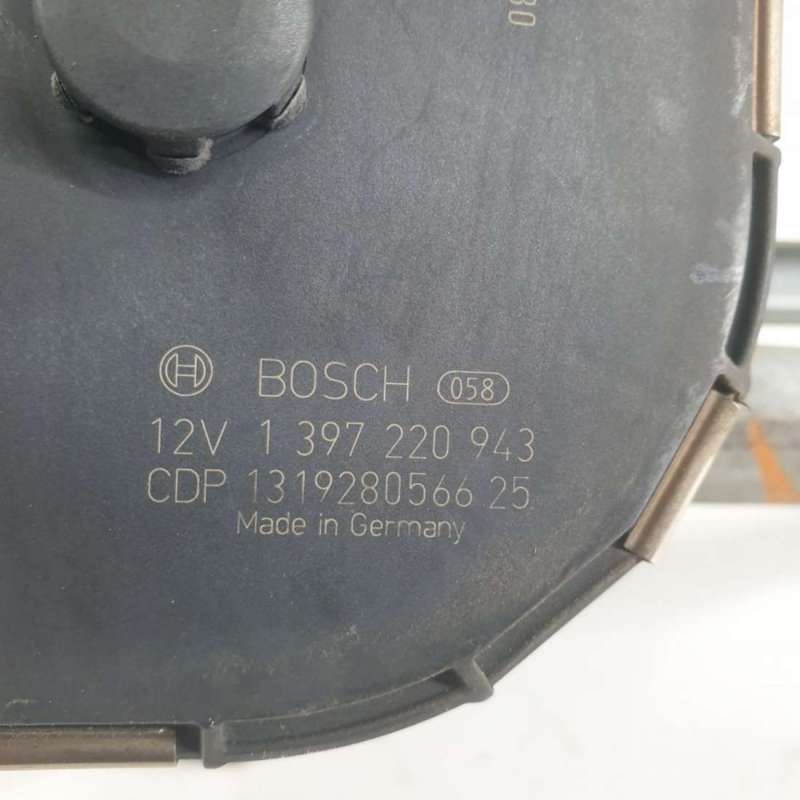 BOSCH 058
12V 1 397 220 943
CDP 1319280566 25
Made in Germany